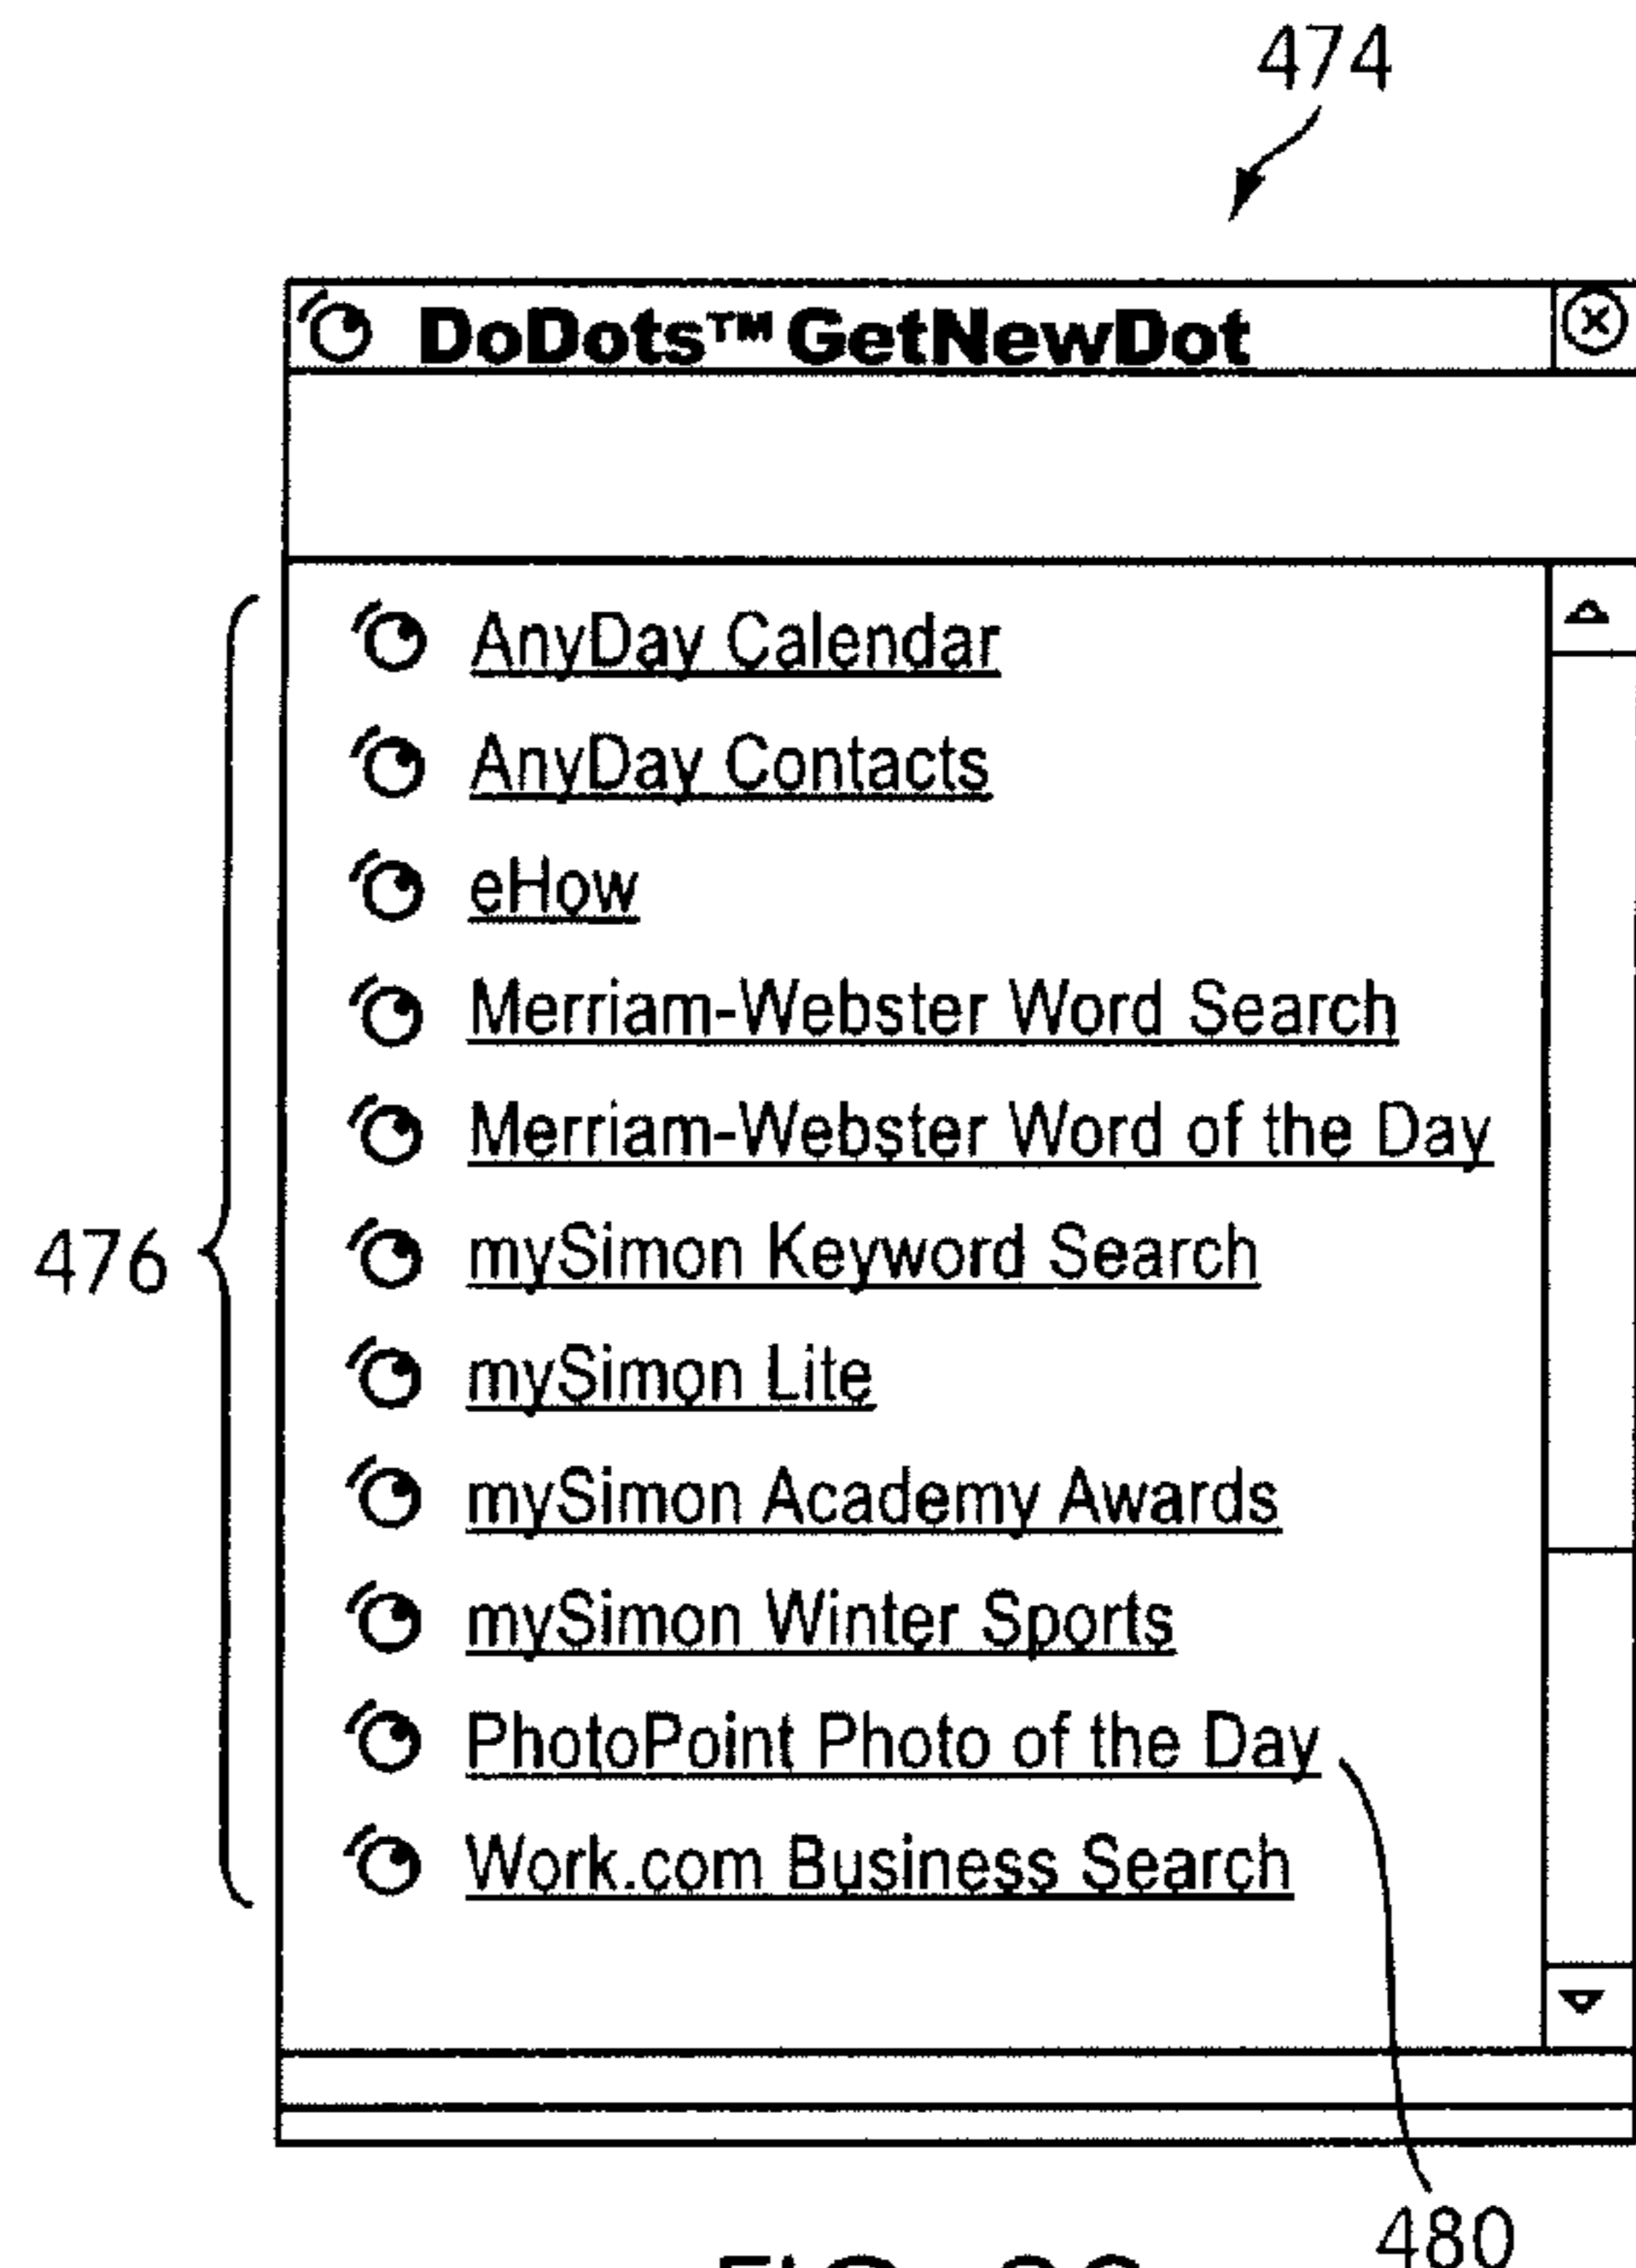 474
DoDots™ GetNewDot
AnyDay Calendar
AnyDay Contacts
eHow
Merriam-Webster Word Search
Merriam-Webster Word of the Day
476
mySimon Keyword Search
mySimon Lite
mySimon Academy Awards
mySimon Winter Sports
PhotoPoint Photo of the Day
Work.com Business Search
480